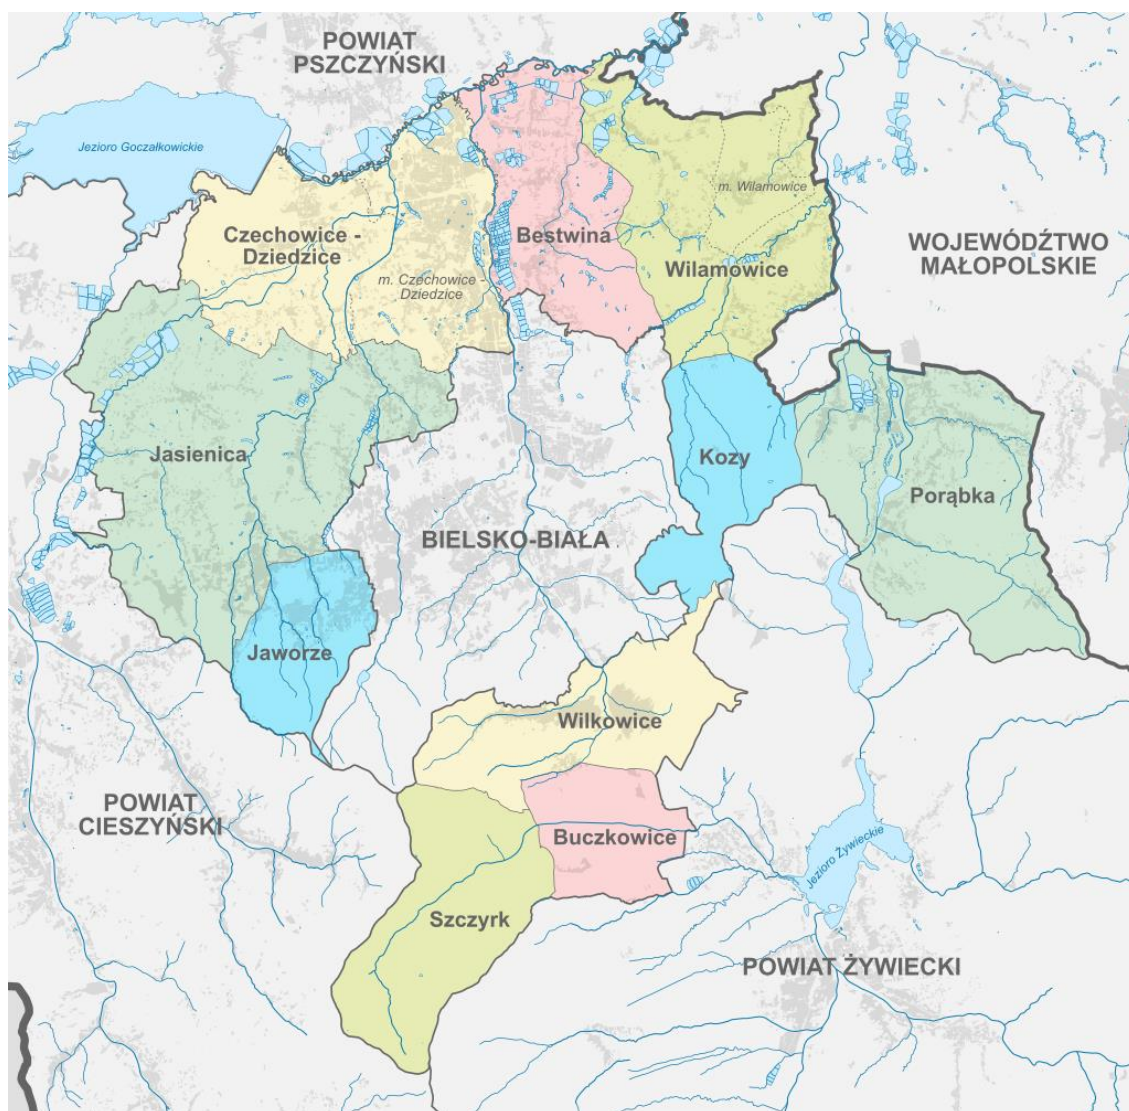 POWIAT
PSZCZYŃSKI
Jezioro Goczałkowickie
m. Wilamowice
Czechowice -
Dziedzice
Bestwina
WOJEWÓDŹTWO
MAŁOPOLSKIE
Wilamowice
m. Czechowice -
Dziedzice
Jasienica
Kozy
Porąbka
BIELSKO-BIAŁA
Jaworze
Wilkowice
POWIAT
CIESZYŃSKI
Buczkowice
Jezioro Żywieckie
Szczyrk
POWIAT ŻYWIECKI